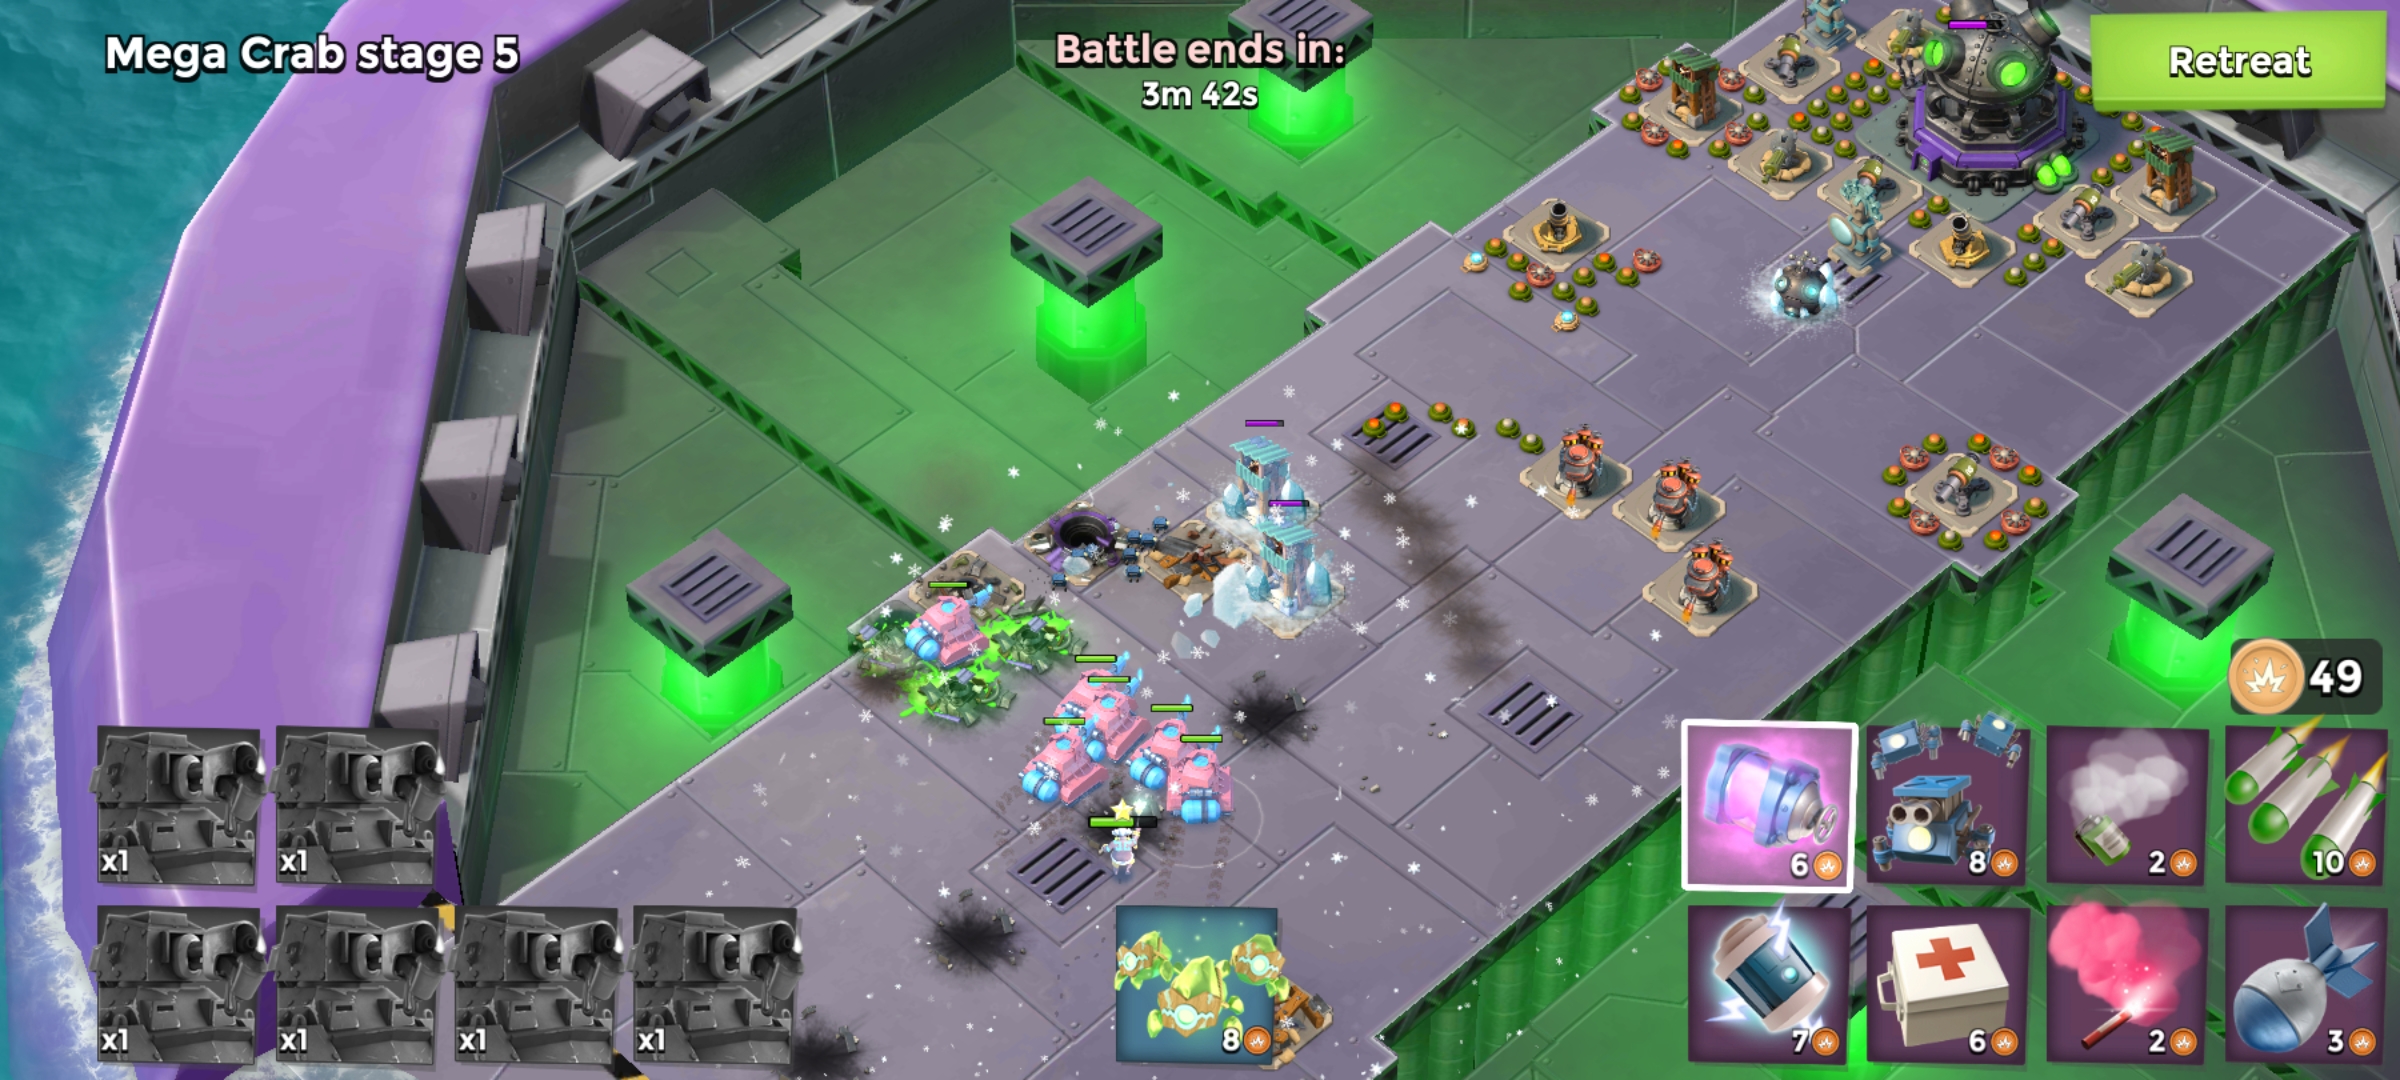 Mega Crab stage 5
Battle ends in:
3m 42s
Retreat
49
x1
x1
6
8
2
10
x1
x1
x1
x1
8
7
6
2
3